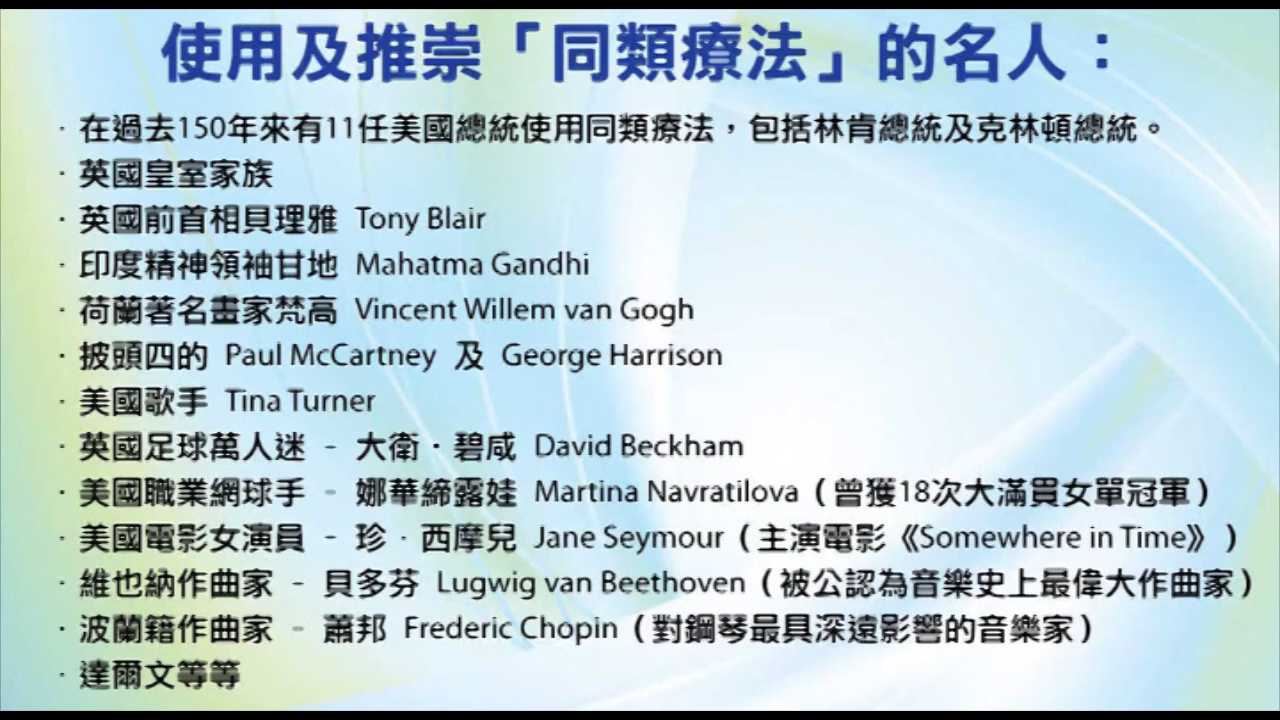 使用及推崇「同類療法」的名人：
· 在過去150年來有11任美國總統使用同類療法，包括林肯總統及克林頓總統。
· 英國皇室家族
· 英國前首相貝理雅 Tony Blair
· 印度精神領袖甘地 Mahatma Gandhi
· 荷蘭著名畫家梵高 Vincent Willem van Gogh
· 披頭四的 Paul McCartney 及 George Harrison
· 美國歌手 Tina Turner
· 英國足球萬人迷 - 大衛·碧咸 David Beckham
· 美國職業網球手 - 娜華締露娃 Martina Navratilova（曾獲18次大滿貫女單冠軍）
· 美國電影女演員 - 珍·西摩兒 Jane Seymour（主演電影《Somewhere in Time》）
· 維也納作曲家 - 貝多芬 Lugwig van Beethoven（被公認為音樂史上最偉大作曲家）
· 波蘭籍作曲家 - 蕭邦 Frederic Chopin（對鋼琴最具深遠影響的音樂家）
· 達爾文等等